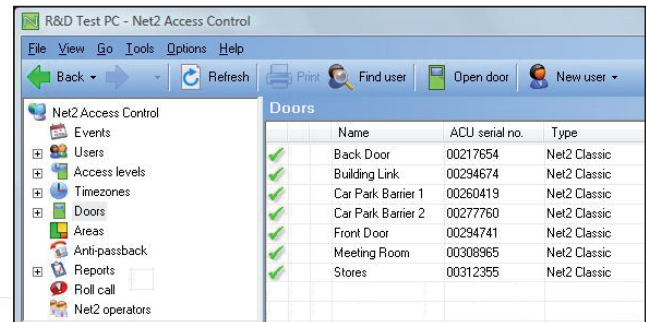 R&D Test PC - Net2 Access Control
File View Go Tools Options Help
Back Refresh Print Find user Open door New user
Net2 Access Control
Events
Users
Access levels
Timezones
Doors
Areas
Anti-passback
Reports
Roll call
Net2 operators
Doors
Name ACU serial no. Type
Back Door 00217654 Net2 Classic
Building Link 00294674 Net2 Classic
Car Park Barrier 1 00260419 Net2 Classic
Car Park Barrier 2 00277760 Net2 Classic
Front Door 00294741 Net2 Classic
Meeting Room 00308965 Net2 Classic
Stores 00312355 Net2 Classic